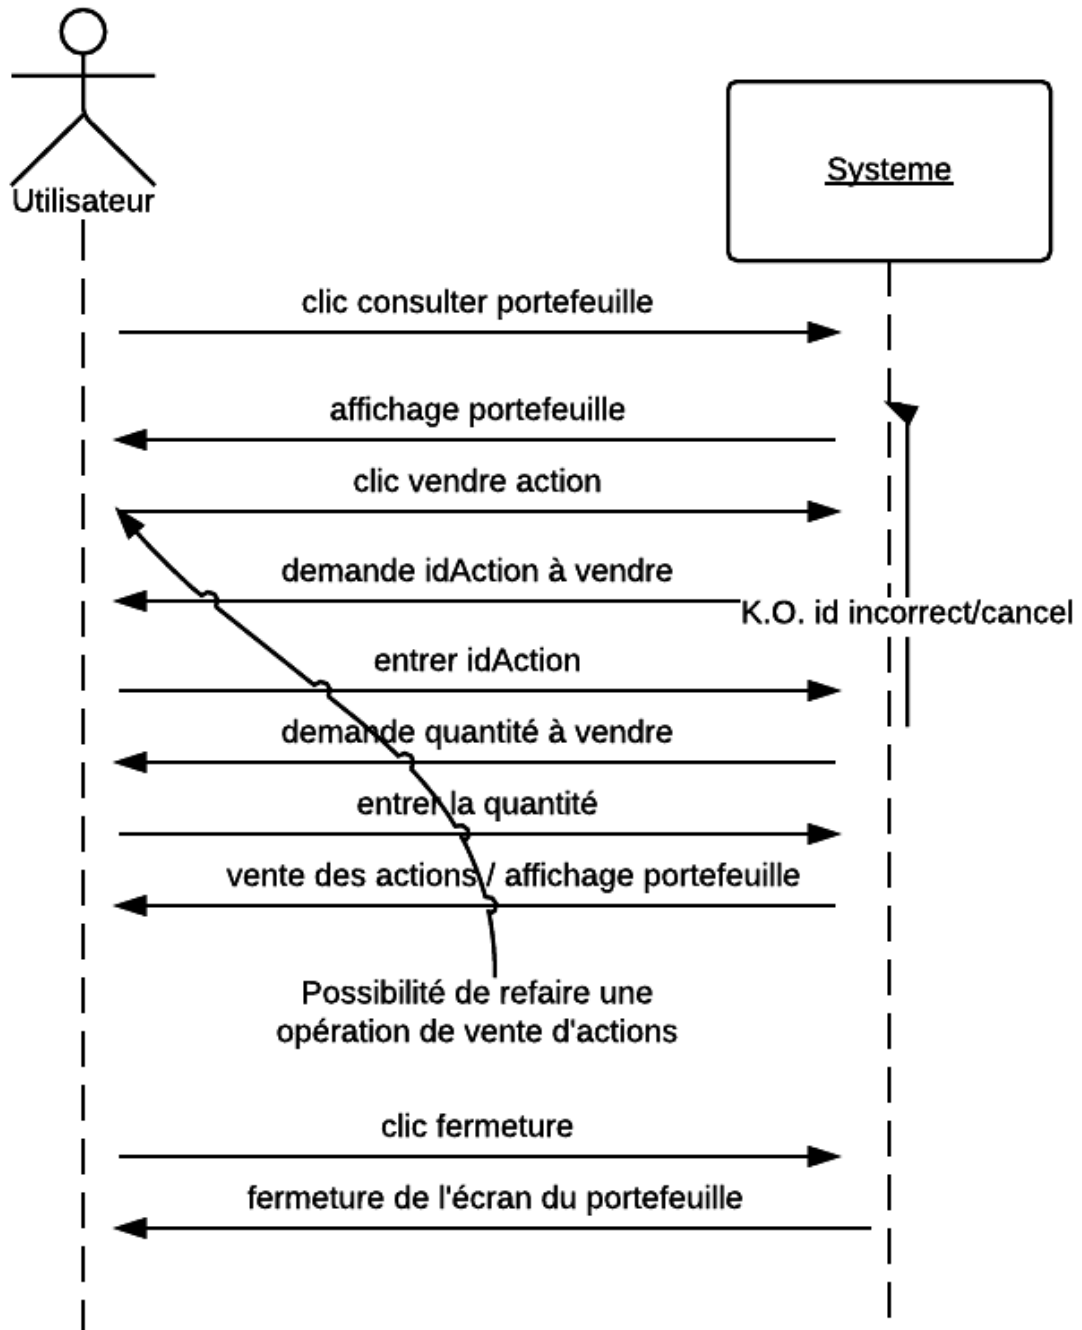 Utilisateur
Systeme
clic consulter portefeuille
affichage portefeuille
clic vendre action
demande idAction à vendre
K.O. id incorrect/cancel
entrer idAction
demande quantité à vendre
entrer la quantité
vente des actions / affichage portefeuille
Possibilité de refaire une
opération de vente d'actions
clic fermeture
fermeture de l'écran du portefeuille